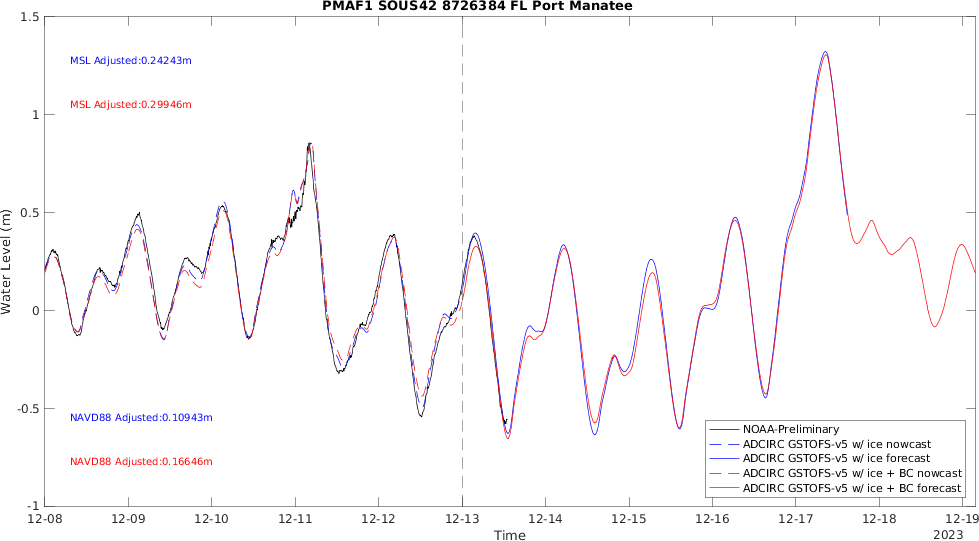 PMAF1 SOUS42 8726384 FL Port Manatee
1.5
1
0.5
0
-0.5
-1
Water Level (m)
MSL Adjusted:0.24243m
MSL Adjusted:0.29946m
NAVD88 Adjusted:0.10943m
NAVD88 Adjusted:0.16646m
NOAA-Preliminary
ADCIRC GSTOFS-v5 w/ ice nowcast
ADCIRC GSTOFS-v5 w/ ice forecast
ADCIRC GSTOFS-v5 w/ ice + BC nowcast
ADCIRC GSTOFS-v5 w/ ice + BC forecast
12-08 12-09 12-10 12-11 12-12 12-13 12-14 12-15 12-16 12-17 12-18 12-19
Time
2023